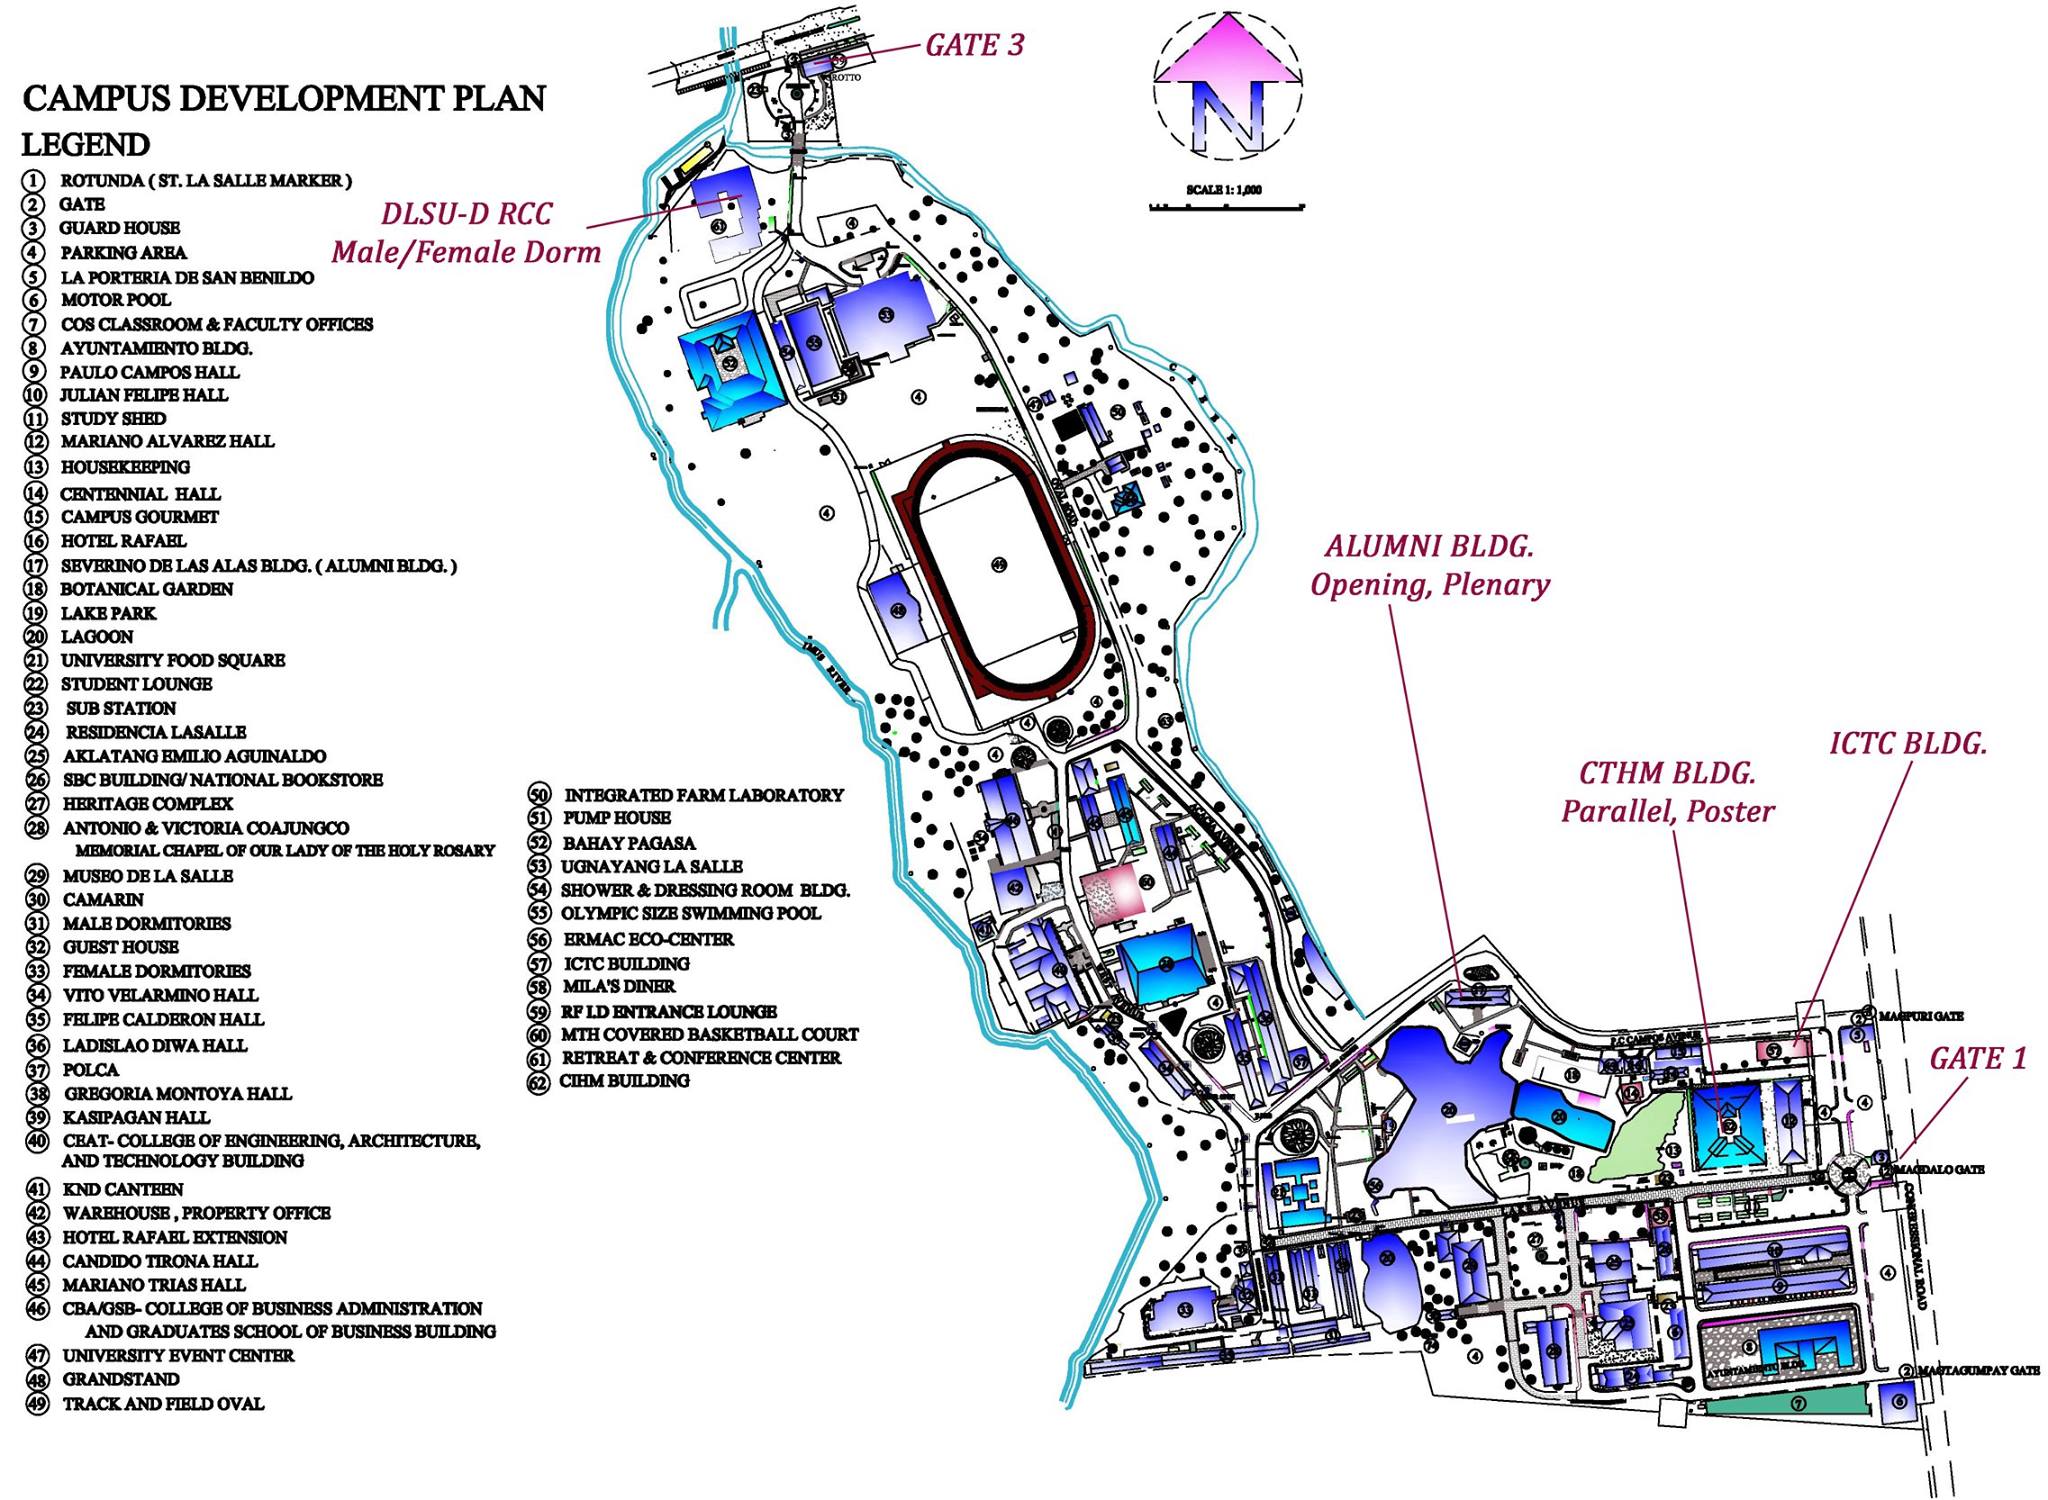 CAMPUS DEVELOPMENT PLAN
LEGEND
1 ROTUNDA ( ST. LA SALLE MARKER )
2 GATE
3 GUARD HOUSE
4 PARKING AREA
5 LA PORTERIA DE SAN BENILDO
6 MOTOR POOL
7 COS CLASSROOM & FACULTY OFFICES
8 AYUNTAMIENTO BLDG.
9 PAULO CAMPOS HALL
10 JULIAN FELIPE HALL
11 STUDY SHED
12 MARIANO ALVAREZ HALL
13 HOUSEKEEPING
14 CENTENNIAL HALL
15 CAMPUS GOURMET
16 HOTEL RAFAEL
17 SEVERINO DE LAS ALAS BLDG. ( ALUMNI BLDG. )
18 BOTANICAL GARDEN
19 LAKE PARK
20 LAGOON
21 UNIVERSITY FOOD SQUARE
22 STUDENT LOUNGE
23 SUB STATION
24 RESIDENCIA LASALLE
25 AKLATANG EMILIO AGUINALDO
26 SBC BUILDING/ NATIONAL BOOKSTORE
27 HERITAGE COMPLEX
28 ANTONIO & VICTORIA COAJUNGCO
MEMORIAL CHAPEL OF OUR LADY OF THE HOLY ROSARY
29 MUSEO DE LA SALLE
30 CAMARIN
31 MALE DORMITORIES
32 GUEST HOUSE
33 FEMALE DORMITORIES
34 VITO VELARMINO HALL
35 FELIPE CALDERON HALL
36 LADISLAO DIWA HALL
37 POLCA
38 GREGORIA MONTOYA HALL
39 KASIPAGAN HALL
40 CEAT- COLLEGE OF ENGINEERING, ARCHITECTURE,
AND TECHNOLOGY BUILDING
41 KND CANTEEN
42 WAREHOUSE , PROPERTY OFFICE
43 HOTEL RAFAEL EXTENSION
44 CANDIDO TIRONA HALL
45 MARIANO TRIAS HALL
46 CBA/GSB- COLLEGE OF BUSINESS ADMINISTRATION
AND GRADUATES SCHOOL OF BUSINESS BUILDING
47 UNIVERSITY EVENT CENTER
48 GRANDSTAND
49 TRACK AND FIELD OVAL
50 INTEGRATED FARM LABORATORY
51 PUMP HOUSE
52 BAHAY PAGASA
53 UGNAYANG LA SALLE
54 SHOWER & DRESSING ROOM BLDG.
55 OLYMPIC SIZE SWIMMING POOL
56 ERMAC ECO-CENTER
57 ICTC BUILDING
58 MILA'S DINER
59 RF I.D ENTRANCE LOUNGE
60 MTH COVERED BASKETBALL COURT
61 RETREAT & CONFERENCE CENTER
62 CIHM BUILDING
GATE 3
GROTTO
N
SCALE 1: 1,000
DLSU-D RCC
Male/Female Dorm
CREEK
OVAL ROAD
IMUS RIVER
ACACIA AVENUE
ALUMNI BLDG.
Opening, Plenary
CTHM BLDG.
Parallel, Poster
ICTC BLDG.
GATE 1
P.C CAMPOS AVENUE
MAGPURI GATE
MAGDALO GATE
LAKE AVENUE
CONGRESSIONAL ROAD
AYUNTAMIENTO BLDG.
MAGTAGUMPAY GATE